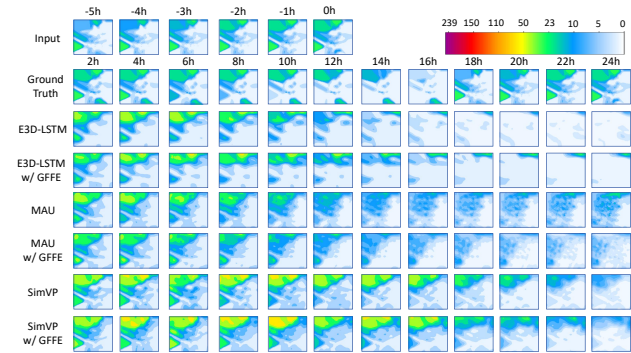 -5h -4h -3h -2h -1h 0h
Input
239 150 110 50 23 10 5 0
2h 4h 6h 8h 10h 12h 14h 16h 18h 20h 22h 24h
Ground
Truth
E3D-LSTM
E3D-LSTM
w/ GFFE
MAU
MAU
w/ GFFE
SimVP
SimVP
w/ GFFE